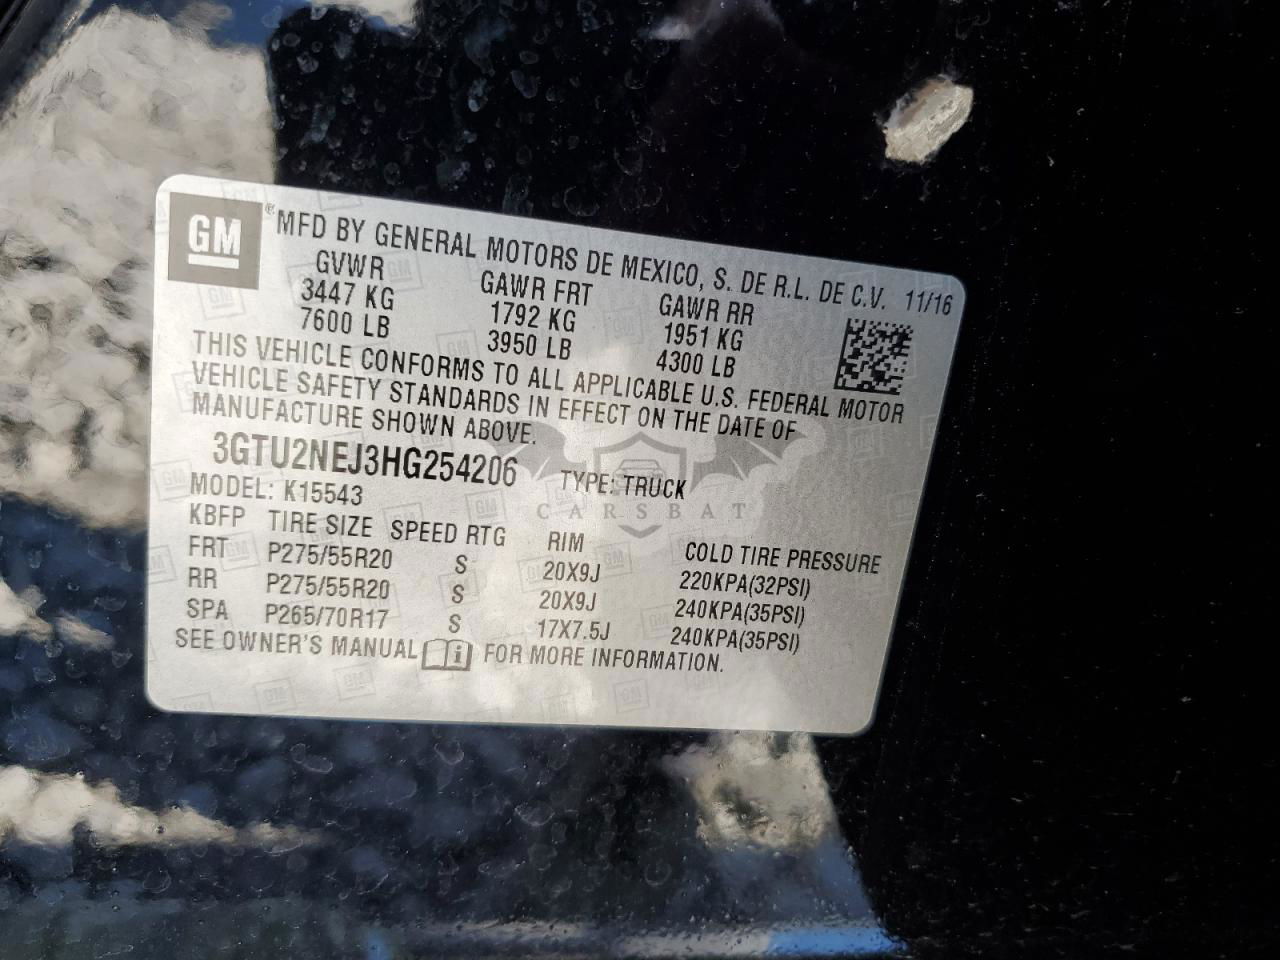 GM ® MFD BY GENERAL MOTORS DE MEXICO, S. DE R.L. DE C.V. 11/16
GVWR GAWR FRT GAWR RR
3447 KG 1792 KG 1951 KG
7600 LB 3950 LB 4300 LB
THIS VEHICLE CONFORMS TO ALL APPLICABLE U.S. FEDERAL MOTOR
VEHICLE SAFETY STANDARDS IN EFFECT ON THE DATE OF
MANUFACTURE SHOWN ABOVE.
3GTU2NEJ3HG254206 TYPE: TRUCK
MODEL: K15543
CARSBAT
KBFP TIRE SIZE SPEED RTG RIM COLD TIRE PRESSURE
FRT P275/55R20 S 20X9J 220KPA(32PSI)
RR P275/55R20 S 20X9J 240KPA(35PSI)
SPA P265/70R17 S 17X7.5J 240KPA(35PSI)
SEE OWNER'S MANUAL i FOR MORE INFORMATION.